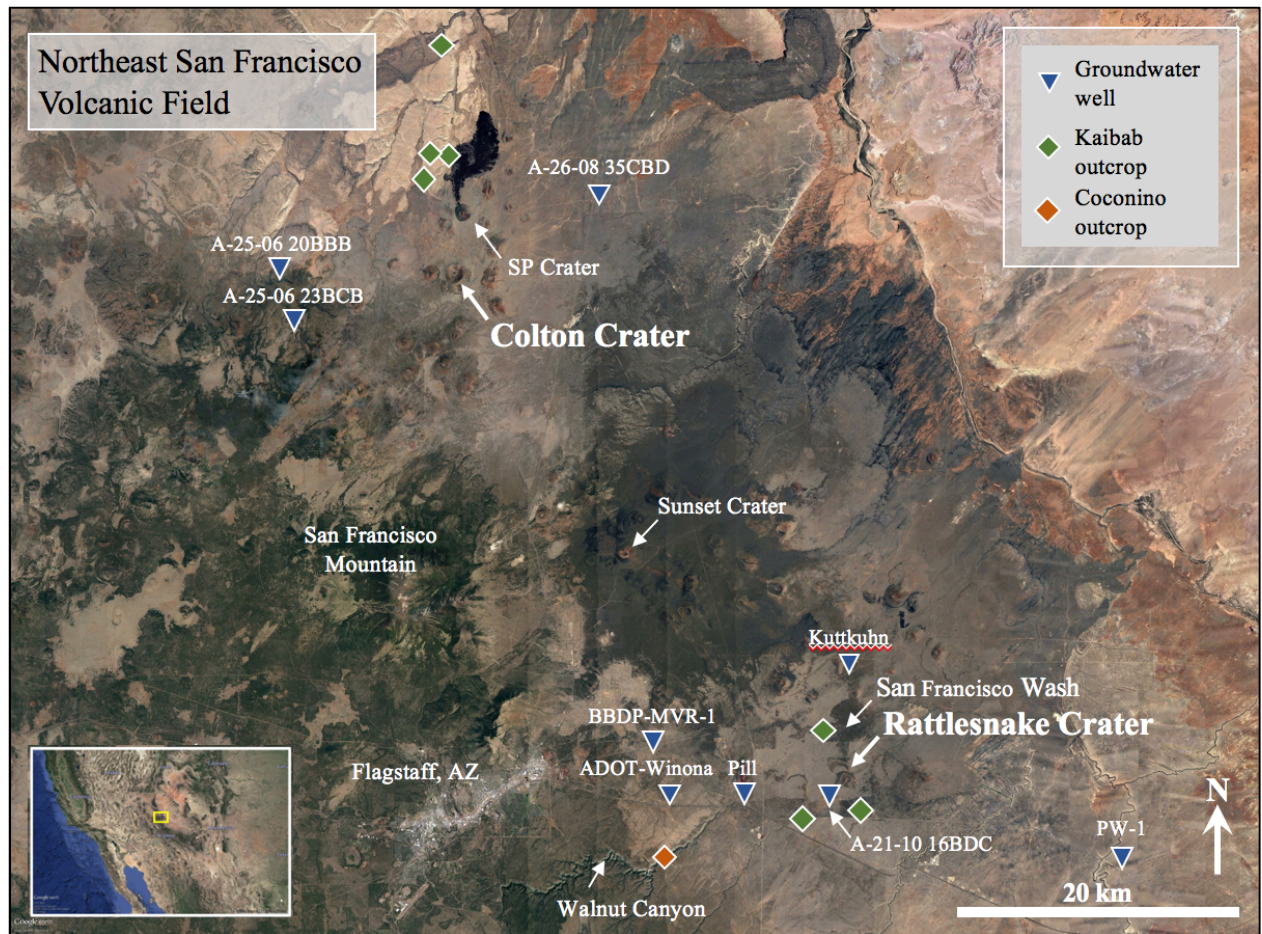 Northeast San Francisco
Volcanic Field
Groundwater
well
Kaibab
outcrop
Coconino
outcrop
A-26-08 35CBD
A-25-06 20BBB
SP Crater
A-25-06 23BCB
Colton Crater
Sunset Crater
San Francisco
Mountain
Kuttkuhn
San Francisco Wash
BBDP-MVR-1
Rattlesnake Crater
Flagstaff, AZ
ADOT-Winona
Pill
N
A-21-10 16BDC
PW-1
Walnut Canyon
20 km
Google earth